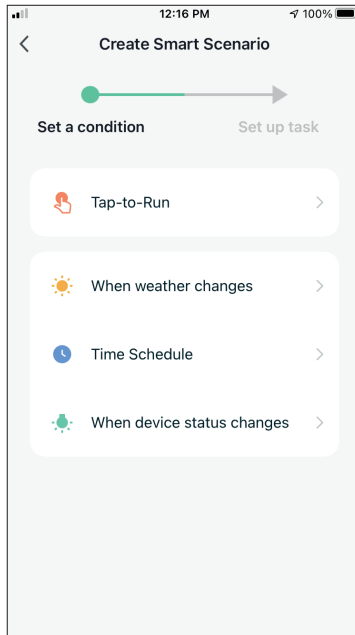 12:16 PM 100%
Create Smart Scenario
Set a condition Set up task
Tap-to-Run
When weather changes
Time Schedule
When device status changes